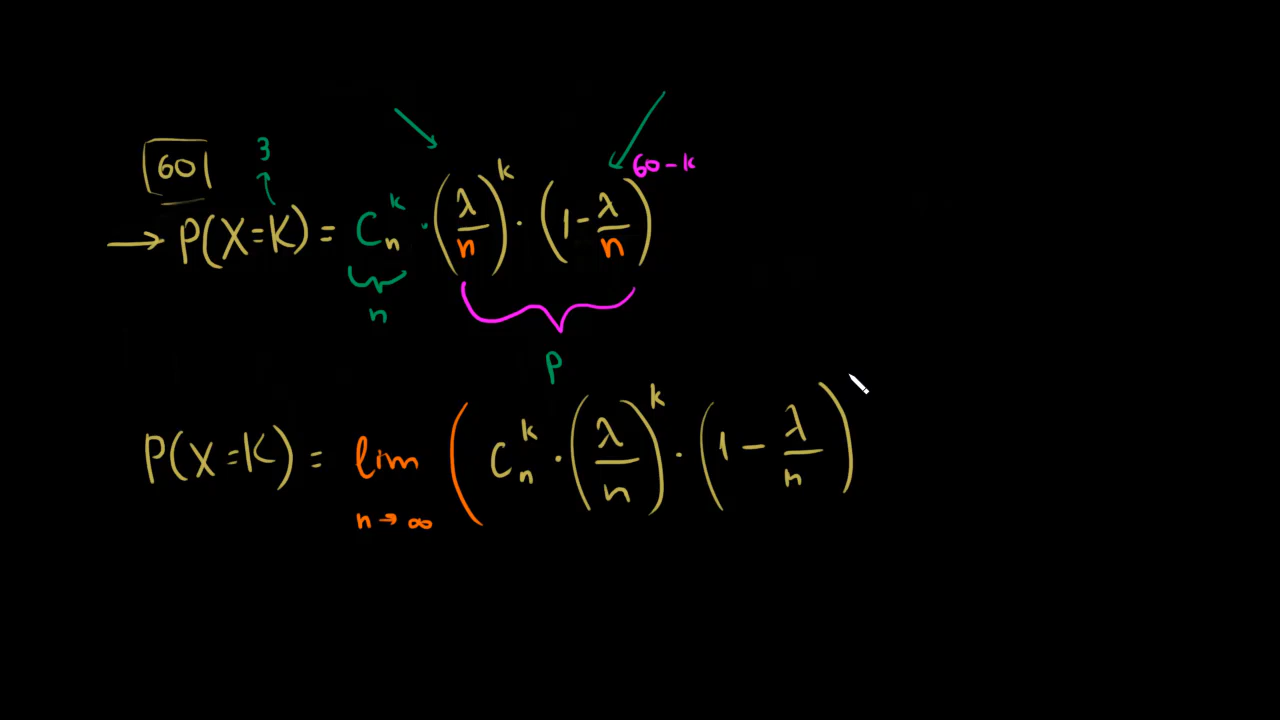 60 3
P(X=K) = C_n^k · (λ/n)^k · (1-λ/n)^{60-k}
n
P
P(X=K) = lim_{n→∞} ( C_n^k · (λ/n)^k · (1-λ/n)